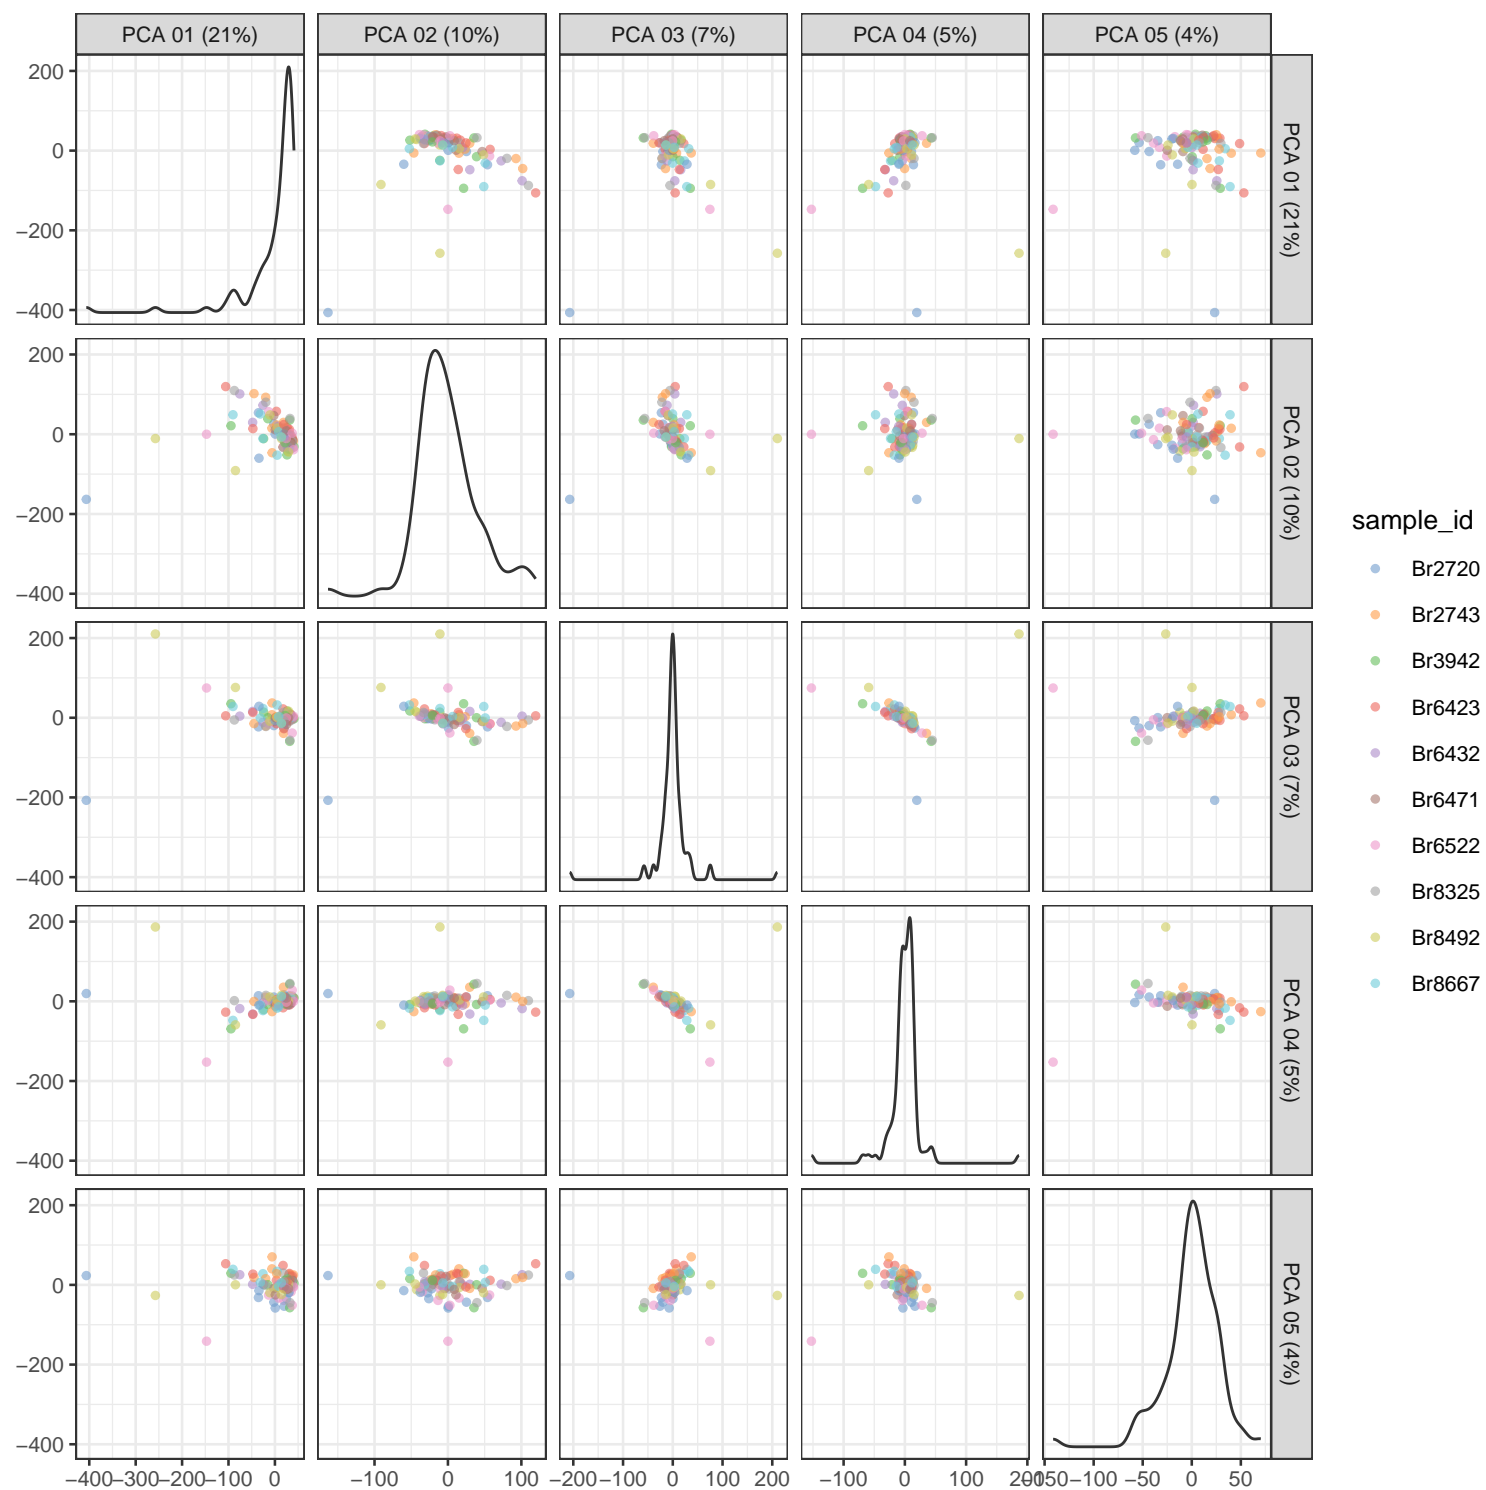 PCA 01 (21%) PCA 02 (10%) PCA 03 (7%) PCA 04 (5%) PCA 05 (4%)
200
0
−200
−400
PCA 01 (21%)
200
0
−200
−400
PCA 02 (10%)
200
0
−200
−400
PCA 03 (7%)
200
0
−200
−400
PCA 04 (5%)
200
0
−200
−400
PCA 05 (4%)
−400 −300 −200 −100 0 −100 0 100 −200 −100 0 100 200 −100 0 100 200 −150 −100 −50 0 50
sample_id
Br2720
Br2743
Br3942
Br6423
Br6432
Br6471
Br6522
Br8325
Br8492
Br8667